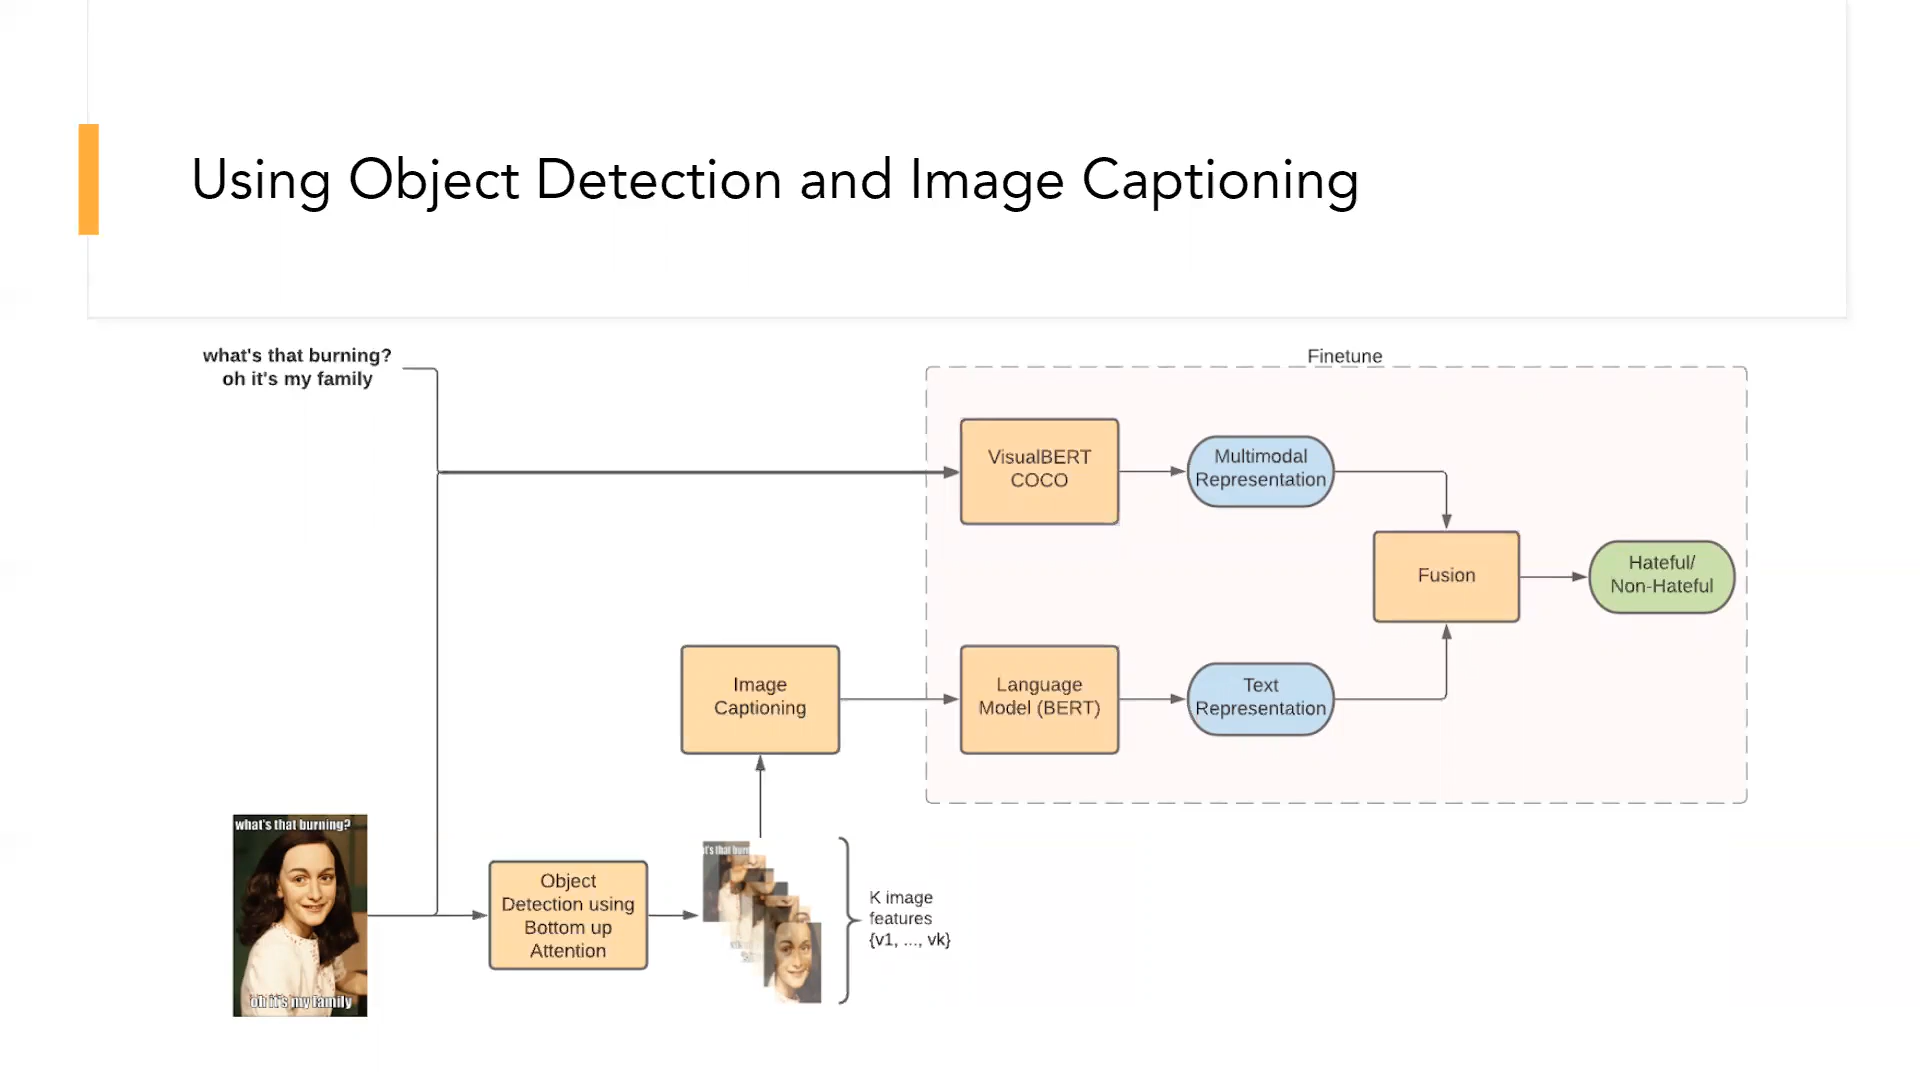 Using Object Detection and Image Captioning
what's that burning?
oh it's my family
Finetune
VisualBERT
COCO
Multimodal
Representation
Fusion
Hateful/
Non-Hateful
Image
Captioning
Language
Model (BERT)
Text
Representation
what's that burning?
oh it's my family
Object
Detection using
Bottom up
Attention
t's that burn
K image
features
{v1, ..., vk}